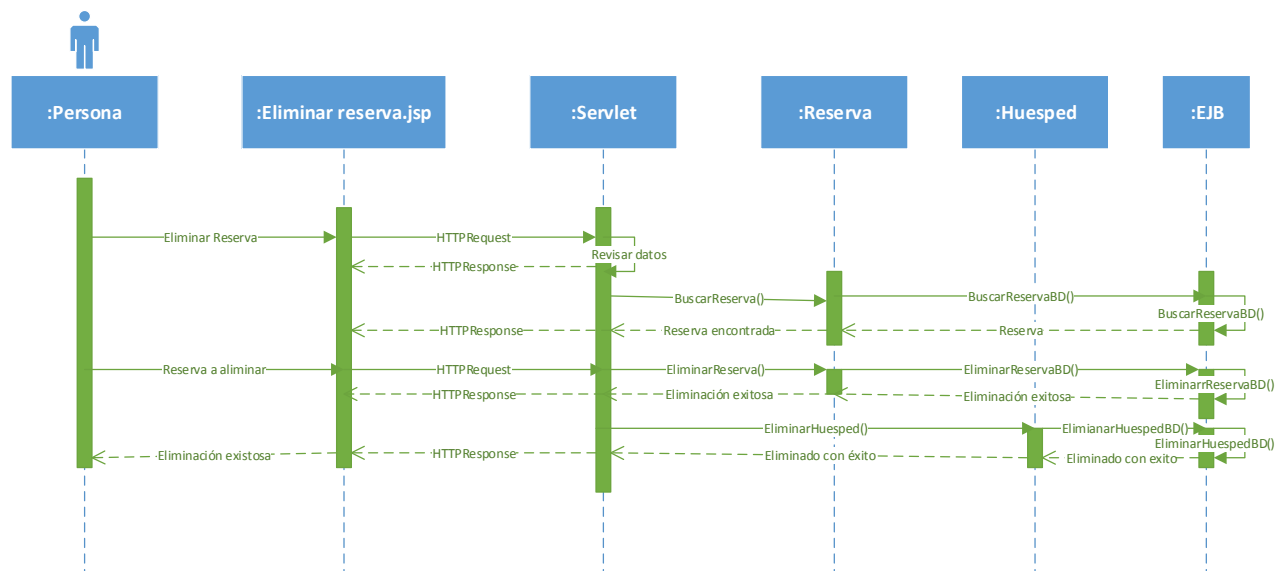 :Persona
:Eliminar reserva.jsp
:Servlet
:Reserva
:Huesped
:EJB
Eliminar Reserva
HTTPRequest
Revisar datos
HTTPResponse
BuscarReserva()
BuscarReservaBD()
BuscarReservaBD()
HTTPResponse
Reserva encontrada
Reserva
Reserva a aliminar
HTTPRequest
EliminarReserva()
EliminarReservaBD()
EliminarrReservaBD()
HTTPResponse
Eliminación exitosa
Eliminación exitosa
EliminarHuesped()
ElimianarHuespedBD()
EliminarHuespedBD()
Eliminación existosa
HTTPResponse
Eliminado con éxito
Eliminado con exito